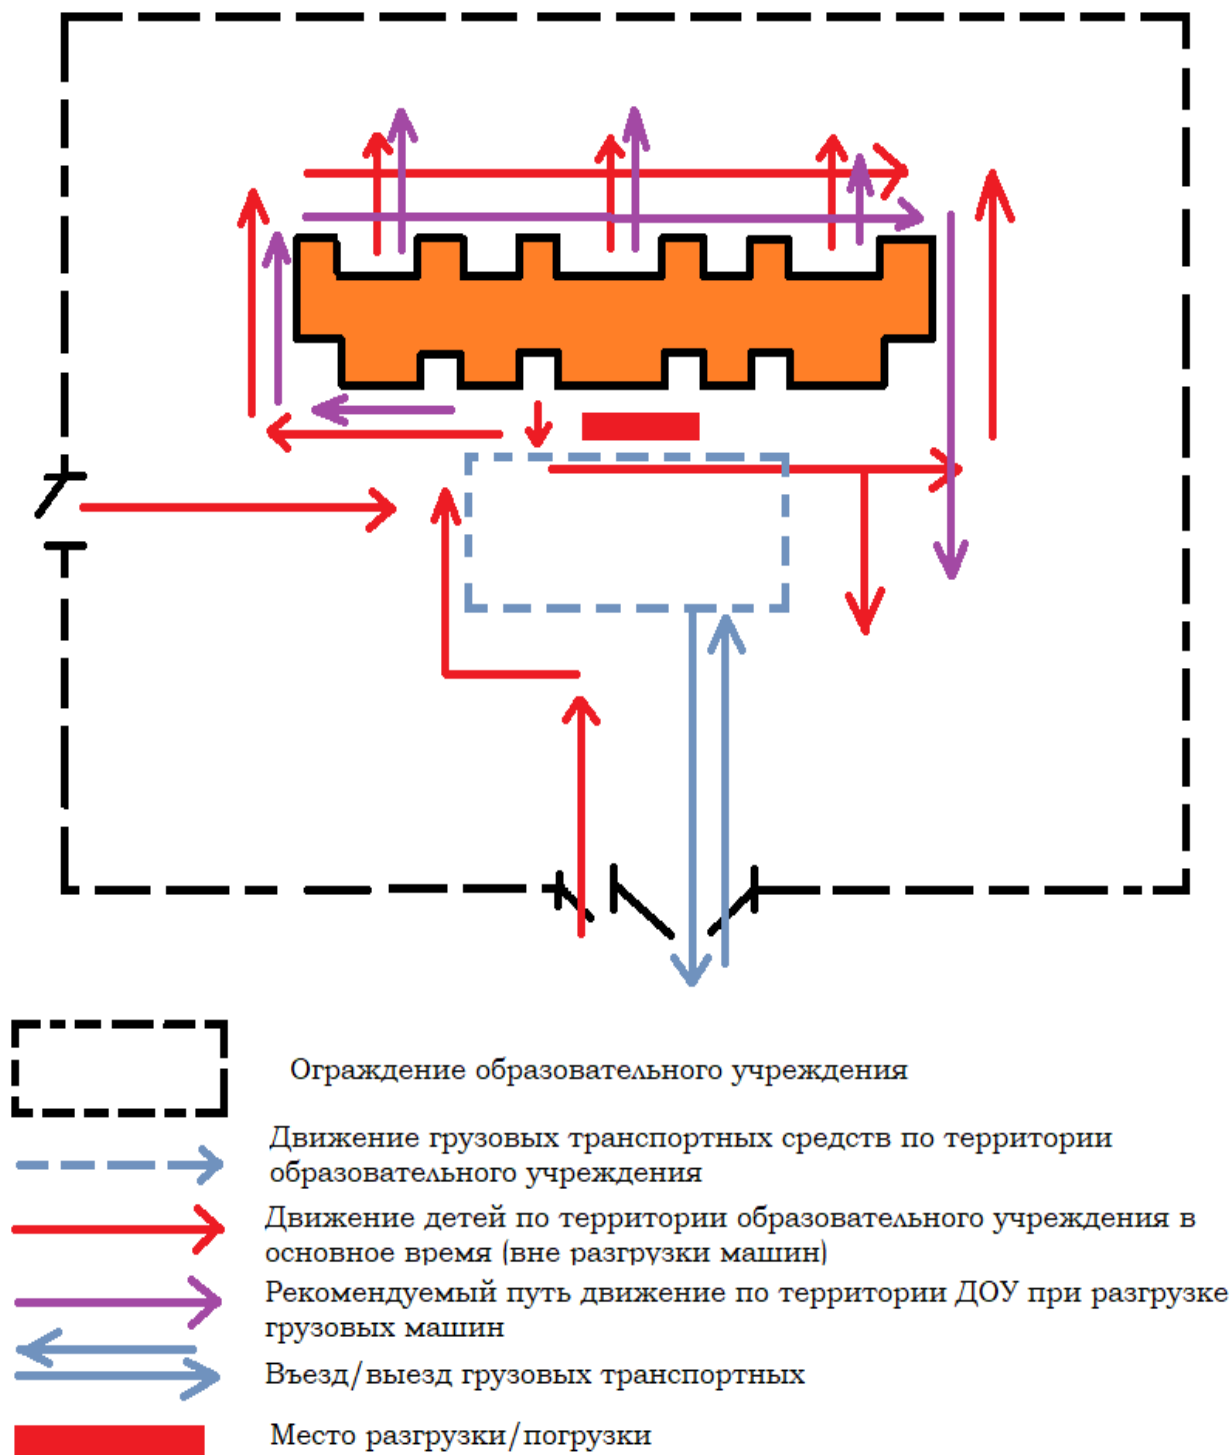 Ограждение образовательного учреждения
Движение грузовых транспортных средств по территории
образовательного учреждения
Движение детей по территории образовательного учреждения в
основное время (вне разгрузки машин)
Рекомендуемый путь движение по территории ДОУ при разгрузке
грузовых машин
Въезд/выезд грузовых транспортных
Место разгрузки/погрузки